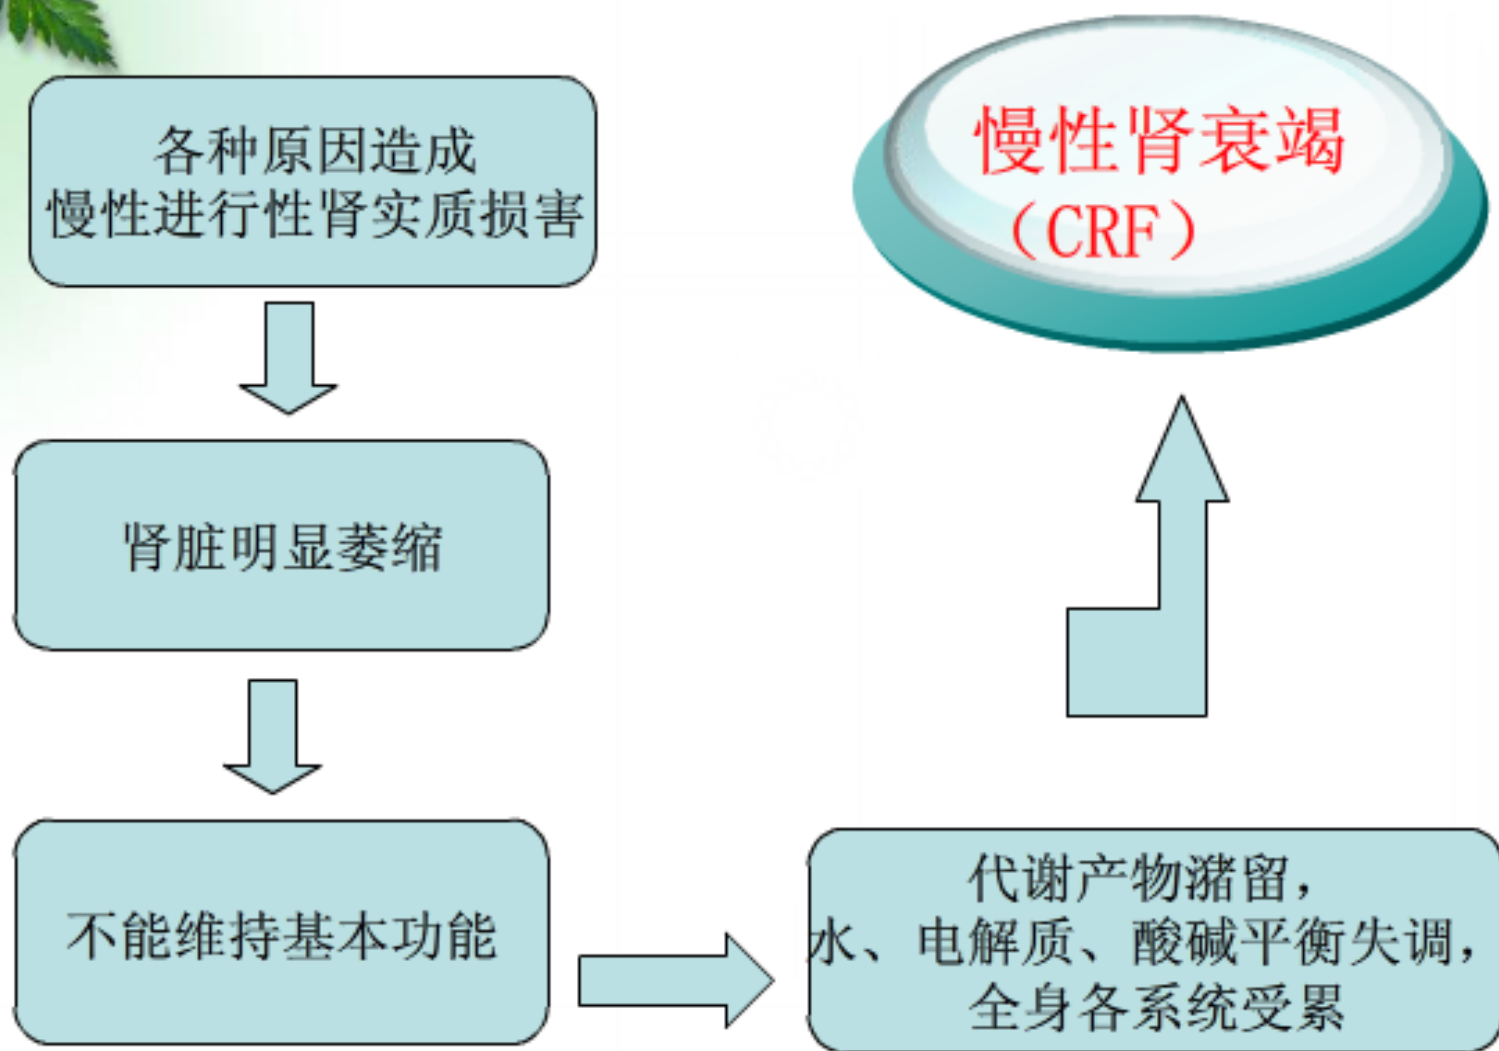 各种原因造成
慢性进行性肾实质损害
肾脏明显萎缩
不能维持基本功能
代谢产物潴留，
水、电解质、酸碱平衡失调，
全身各系统受累
慢性肾衰竭
（CRF）